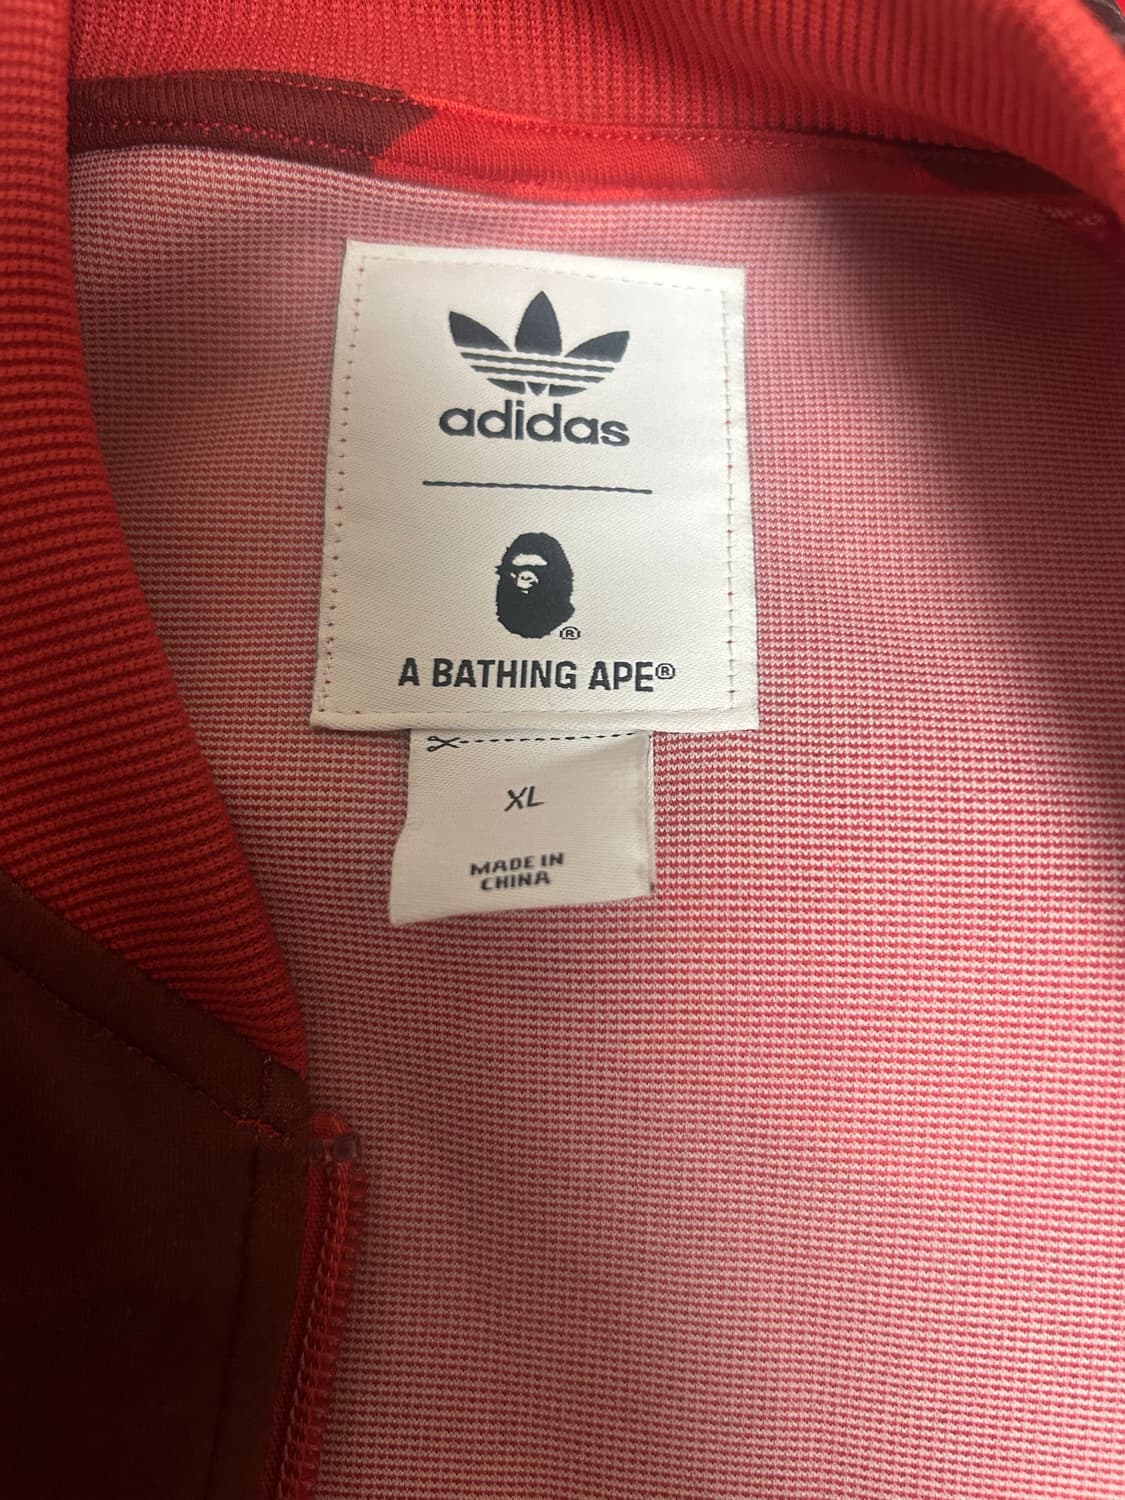 adidas
®
A BATHING APE®
XL
MADE IN
CHINA